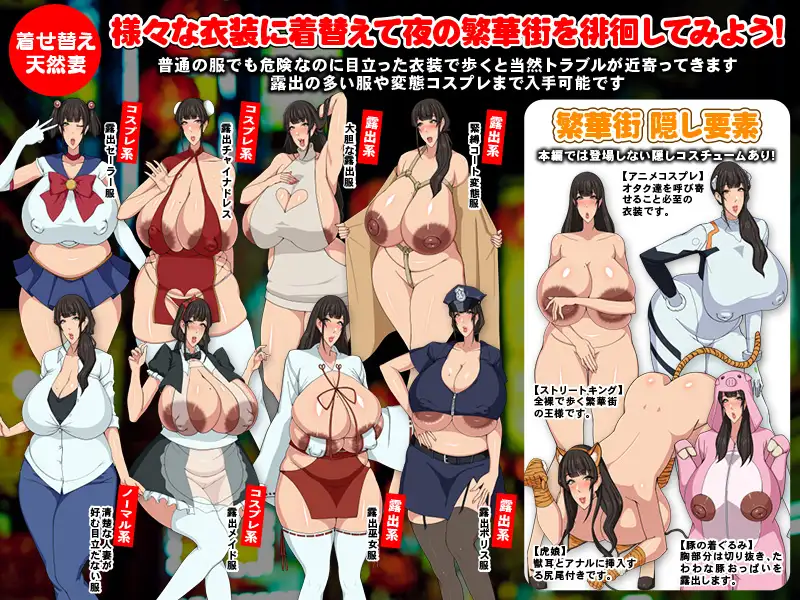 着せ替え
天然妻
様々な衣装に着替えて夜の繁華街を徘徊してみよう!
普通の服でも危険なのに目立った衣装で歩くと当然トラブルが近寄ってきます
露出の多い服や変態コスプレまで入手可能です
コスプレ系
露出セーラー服
コスプレ系
露出チャイナドレス
露出系
大胆な露出服
露出系
緊縛コート変態服
ノーマル系
清楚な人妻が
好む目立たない服
コスプレ系
露出メイド服
露出系
露出巫女服
露出系
露出ポリス服
繁華街 隠し要素
本編では登場しない隠しコスチュームあり!
【アニメコスプレ】
オタク達を呼び寄
せること必至の
衣装です。
【ストリートキング】
全裸で歩く繁華街
の王様です。
【虎娘】
獣耳とアナルに挿入す
る尻尾付きです。
【豚の着ぐるみ】
胸部分は切り抜き、た
わわな豚おっぱいを
露出します。